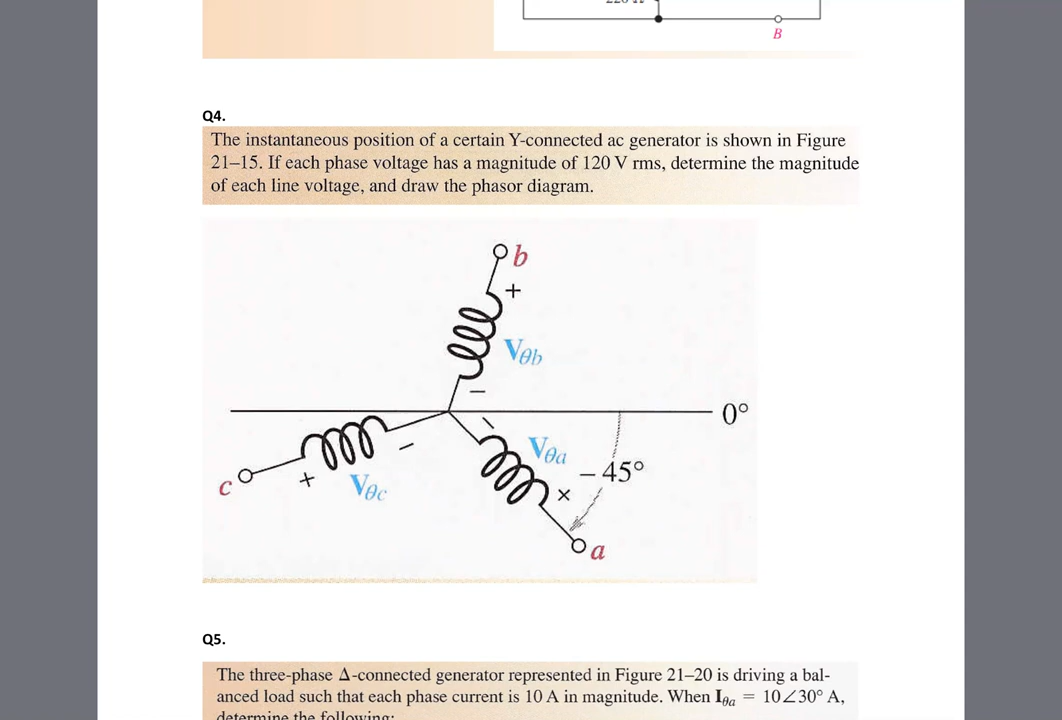 B
Q4.
The instantaneous position of a certain Y-connected ac generator is shown in Figure
21–15. If each phase voltage has a magnitude of 120 V rms, determine the magnitude
of each line voltage, and draw the phasor diagram.
b
+
Vθb
−
0°
−
Vθa
− 45°
−
c
+
Vθc
×
a
Q5.
The three-phase Δ-connected generator represented in Figure 21–20 is driving a bal-
anced load such that each phase current is 10 A in magnitude. When Iθa = 10∠30° A,
determine the following: